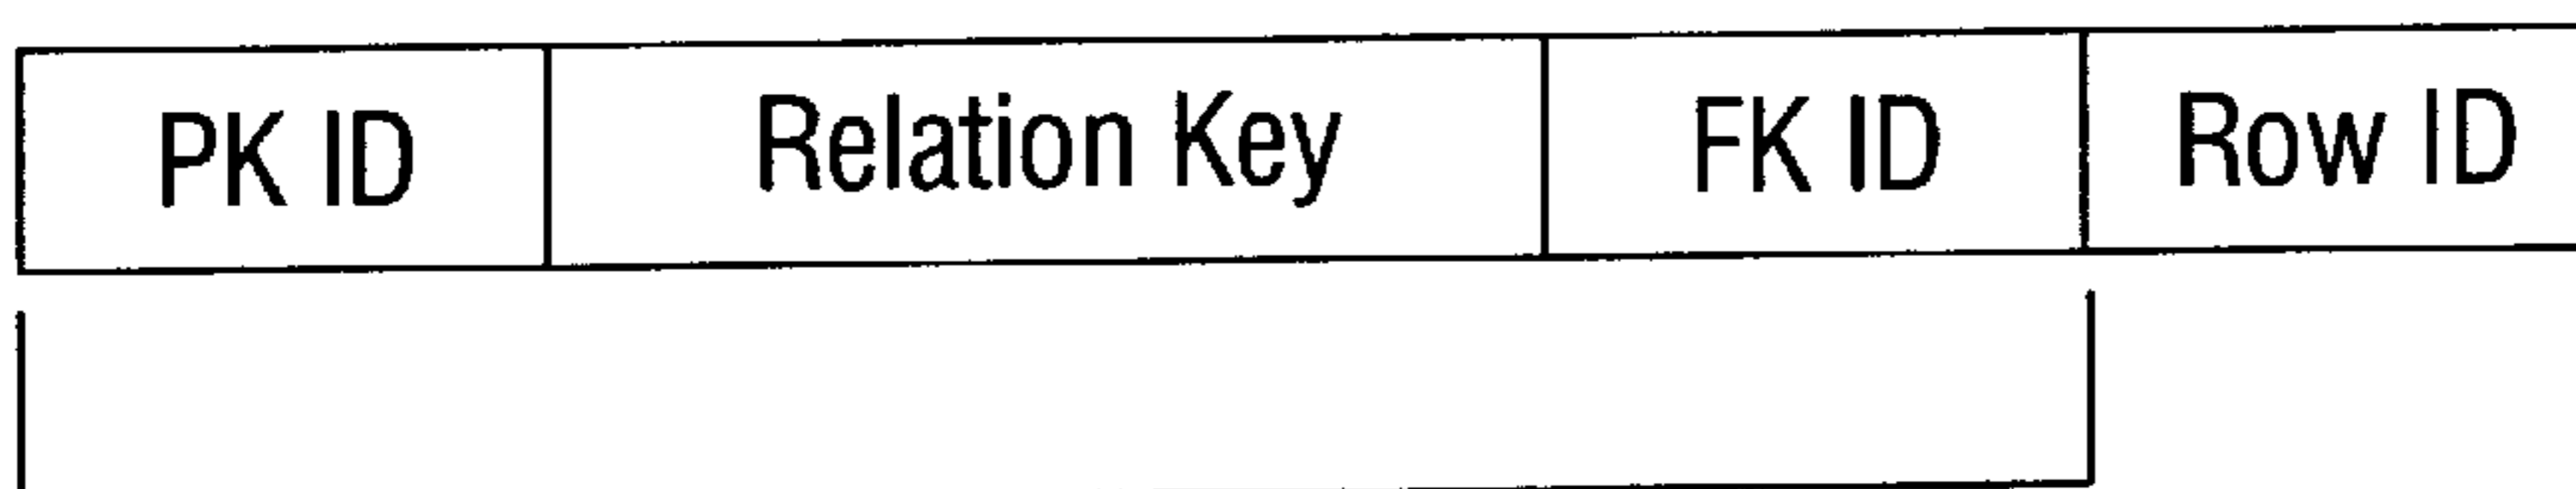 PK ID Relation Key FK ID Row ID